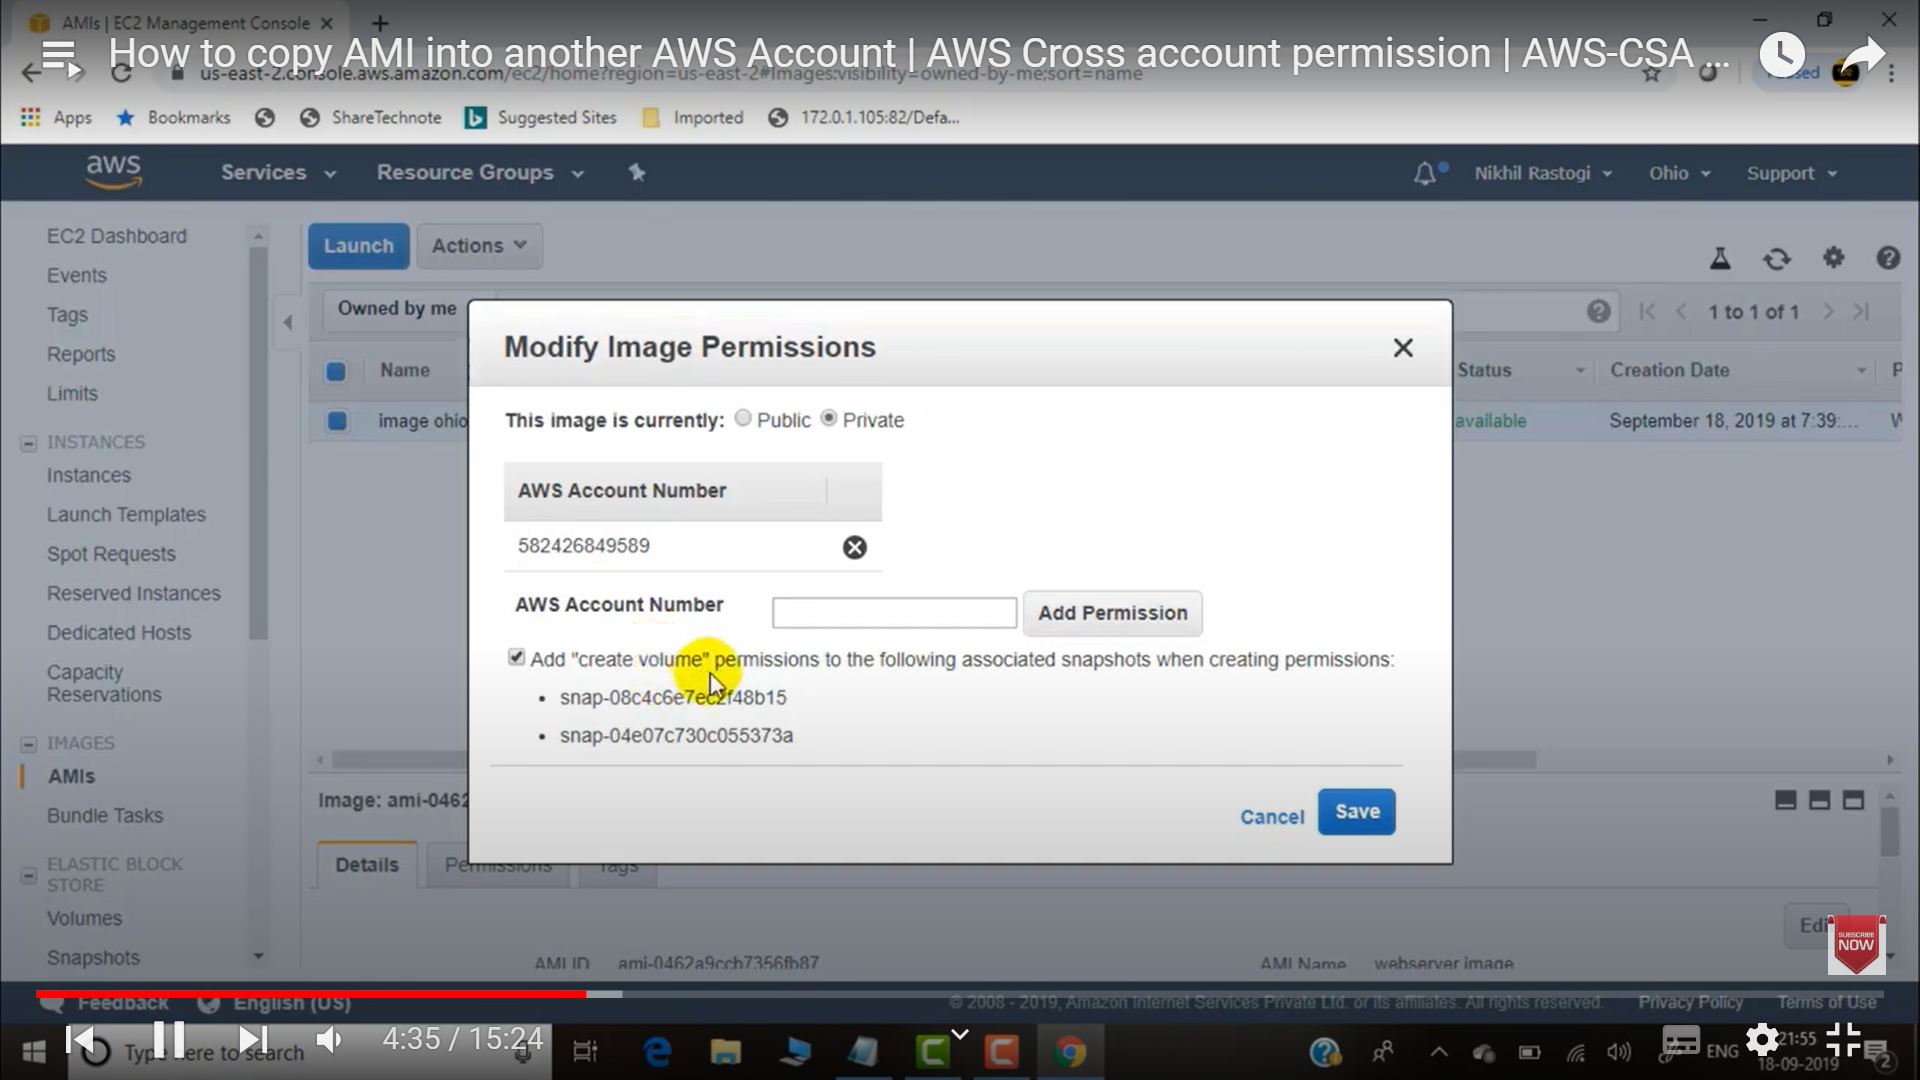 AMIs | EC2 Management Console
How to copy AMI into another AWS Account | AWS Cross account permission | AWS-CSA ...
us-east-2.console.aws.amazon.com/ec2/home?region=us-east-2#Images:visibility=owned-by-me;sort=name
Paused
Apps Bookmarks ShareTechnote Suggested Sites Imported 172.0.1.105:82/Defa...
aws Services Resource Groups Nikhil Rastogi Ohio Support
EC2 Dashboard
Events
Tags
Reports
Limits
INSTANCES
Instances
Launch Templates
Spot Requests
Reserved Instances
Dedicated Hosts
Capacity
Reservations
IMAGES
AMIs
Bundle Tasks
ELASTIC BLOCK
STORE
Volumes
Snapshots
Launch Actions
Owned by me 1 to 1 of 1
Name Status Creation Date P
image ohio available September 18, 2019 at 7:39:... W
Modify Image Permissions
This image is currently: Public Private
AWS Account Number
582426849589
AWS Account Number Add Permission
Add "create volume" permissions to the following associated snapshots when creating permissions:
• snap-08c4c6e7ec2f48b15
• snap-04e07c730c055373a
Cancel Save
Image: ami-0462
Details Permissions Tags
Edi
SUBSCRIBE
NOW
AMI ID ami-0462a9ccb7356fb87 AMI Name webserver image
Feedback English (US) © 2008 - 2019, Amazon Internet Services Private Ltd. or its affiliates. All rights reserved. Privacy Policy Terms of Use
4:35 / 15:24
Type here to search
ENG
21:55
18-09-2019
2